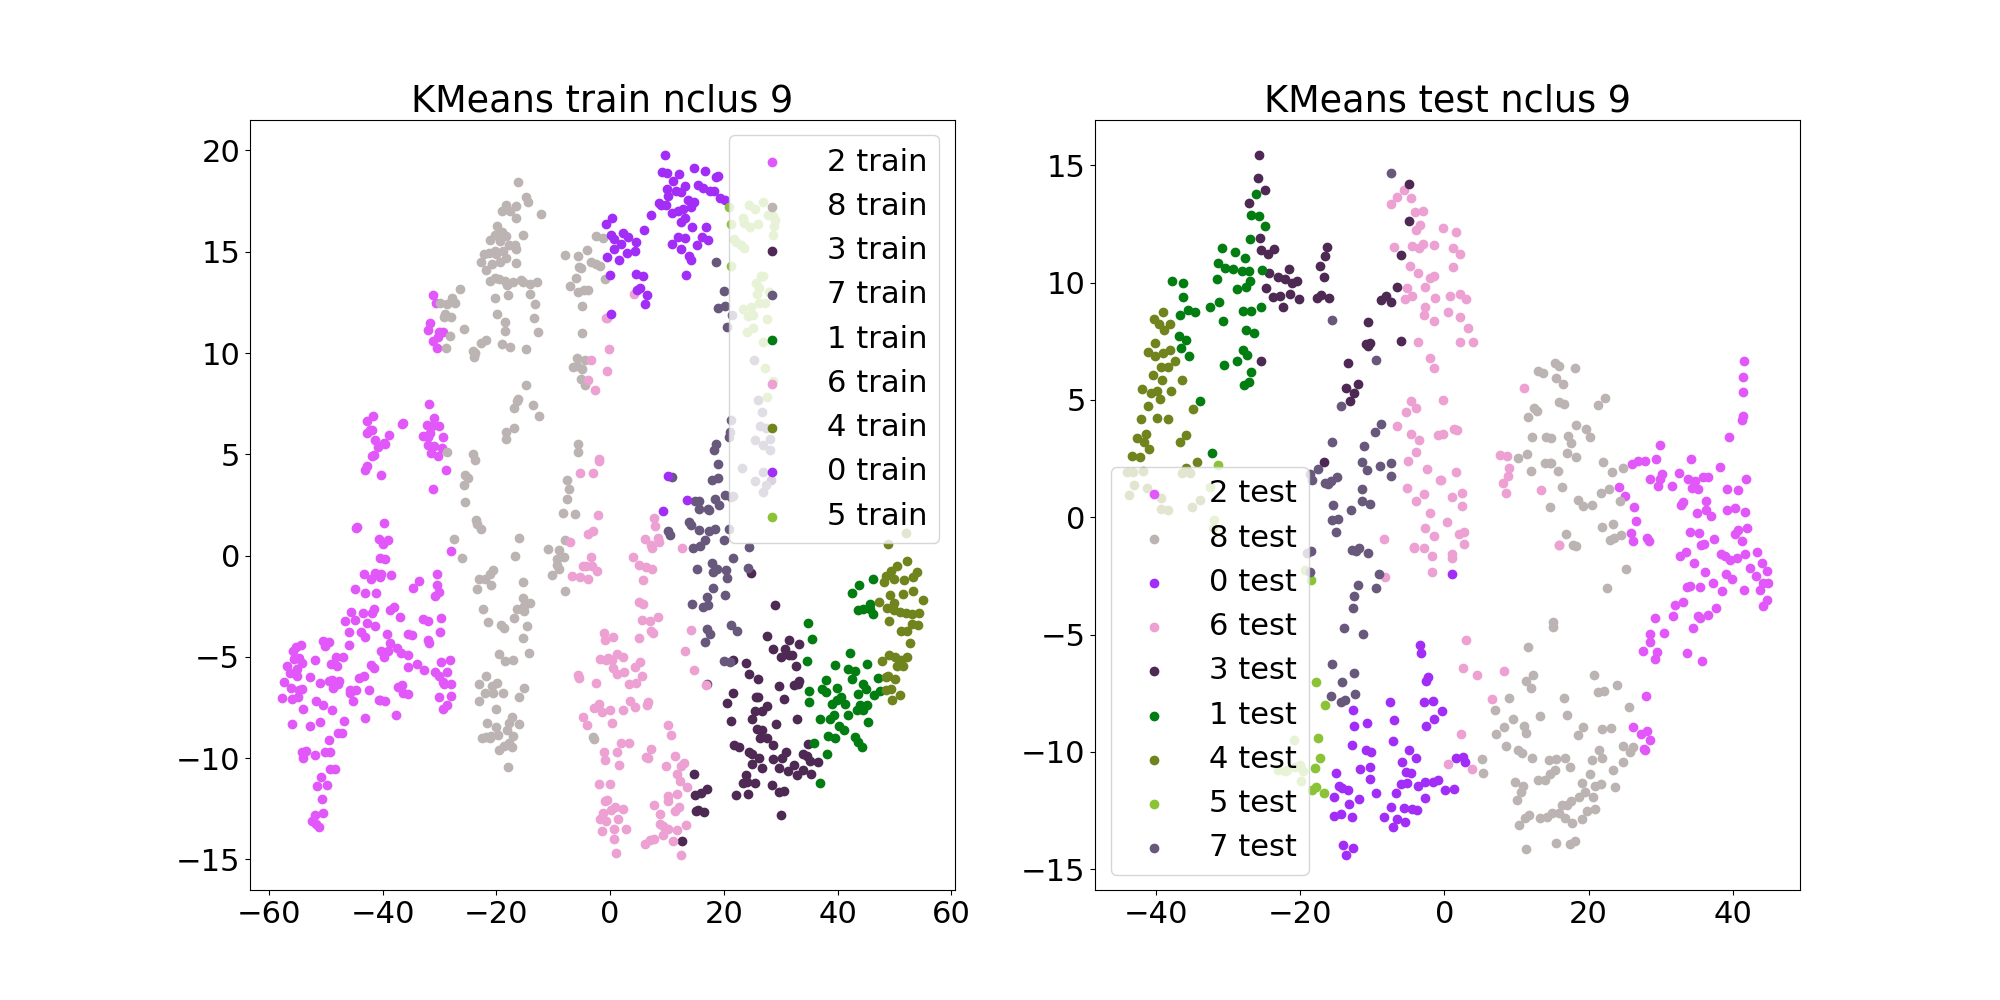 KMeans train nclus 9
20
15
10
5
0
−5
−10
−15
−60 −40 −20 0 20 40 60
2 train
8 train
3 train
7 train
1 train
6 train
4 train
0 train
5 train
KMeans test nclus 9
15
10
5
0
−5
−10
−15
−40 −20 0 20 40
2 test
8 test
0 test
6 test
3 test
1 test
4 test
5 test
7 test